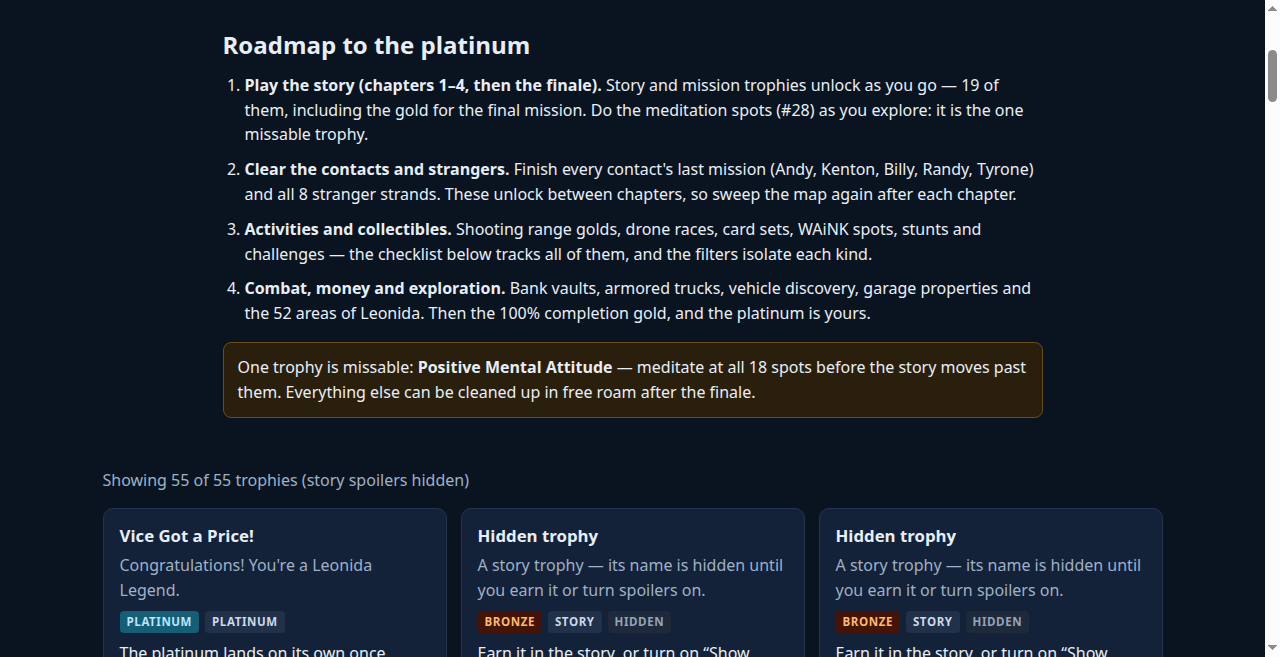 Roadmap to the platinum
1. Play the story (chapters 1–4, then the finale). Story and mission trophies unlock as you go — 19 of
them, including the gold for the final mission. Do the meditation spots (#28) as you explore: it is the one
missable trophy.
2. Clear the contacts and strangers. Finish every contact's last mission (Andy, Kenton, Billy, Randy, Tyrone)
and all 8 stranger strands. These unlock between chapters, so sweep the map again after each chapter.
3. Activities and collectibles. Shooting range golds, drone races, card sets, WAiNK spots, stunts and
challenges — the checklist below tracks all of them, and the filters isolate each kind.
4. Combat, money and exploration. Bank vaults, armored trucks, vehicle discovery, garage properties and
the 52 areas of Leonida. Then the 100% completion gold, and the platinum is yours.
One trophy is missable: Positive Mental Attitude — meditate at all 18 spots before the story moves past
them. Everything else can be cleaned up in free roam after the finale.
Showing 55 of 55 trophies (story spoilers hidden)
Vice Got a Price!
Congratulations! You're a Leonida
Legend.
PLATINUM PLATINUM
The platinum lands on its own once
Hidden trophy
A story trophy — its name is hidden until
you earn it or turn spoilers on.
BRONZE STORY HIDDEN
Earn it in the story, or turn on “Show
Hidden trophy
A story trophy — its name is hidden until
you earn it or turn spoilers on.
BRONZE STORY HIDDEN
Earn it in the story, or turn on “Show